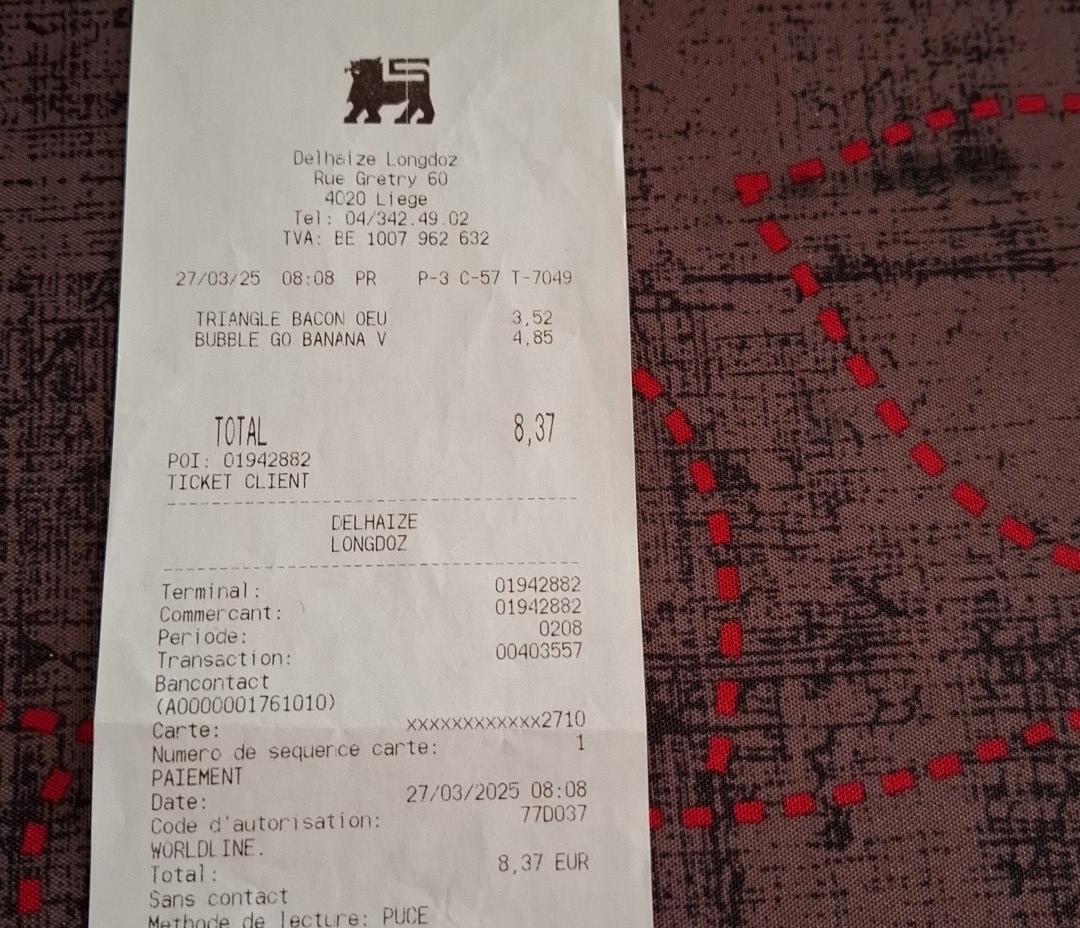 Delhaize Longdoz
Rue Gretry 60
4020 Liege
Tel: 04/342.49.02
TVA: BE 1007 962 632
27/03/25 08:08 PR P-3 C-57 T-7049
TRIANGLE BACON OEU 3,52
BUBBLE GO BANANA V 4,85
TOTAL 8,37
POI: 01942882
TICKET CLIENT
DELHAIZE
LONGDOZ
Terminal: 01942882
Commercant: 01942882
Periode: 0208
Transaction: 00403557
Bancontact
(A0000001761010)
Carte: xxxxxxxxxxxx2710
Numero de sequence carte: 1
PAIEMENT
Date: 27/03/2025 08:08
Code d'autorisation: 77D037
WORLDLINE.
Total: 8,37 EUR
Sans contact
Methode de lecture: PUCE